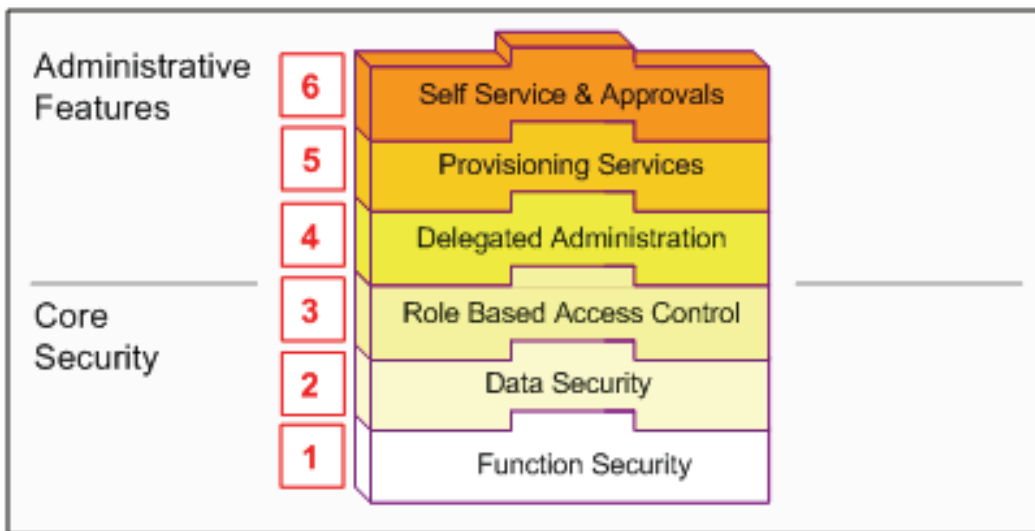 Administrative
Features
6
Self Service & Approvals
5
Provisioning Services
4
Delegated Administration
Core
Security
3
Role Based Access Control
2
Data Security
1
Function Security